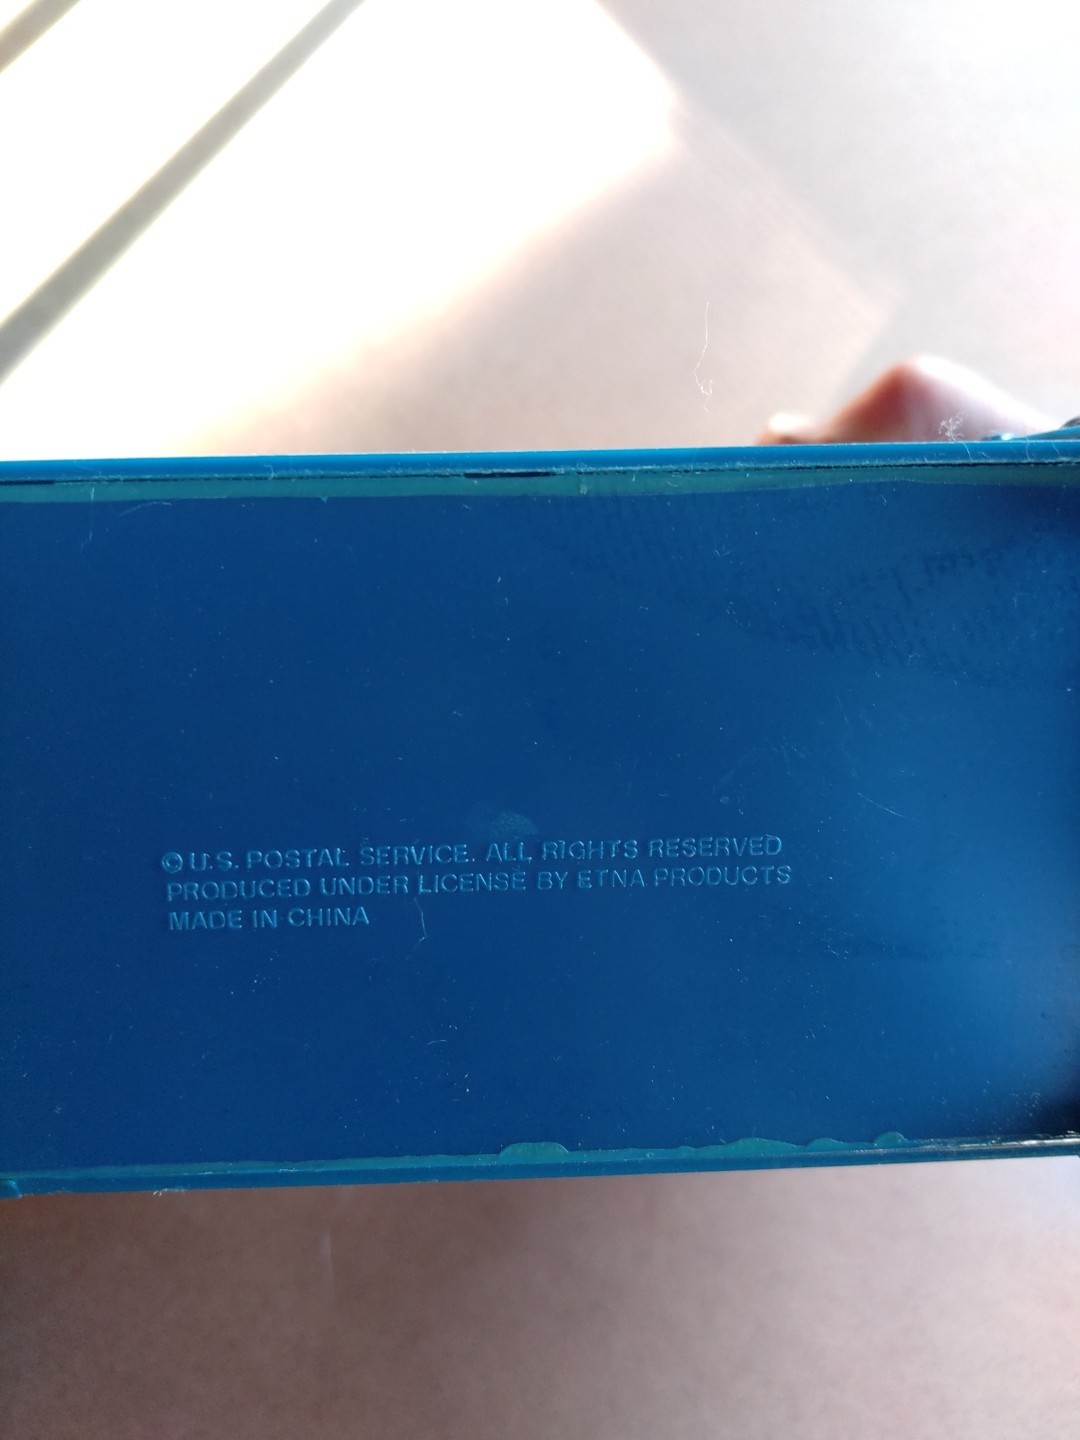 © U.S. POSTAL SERVICE. ALL RIGHTS RESERVED
PRODUCED UNDER LICENSE BY ETNA PRODUCTS
MADE IN CHINA